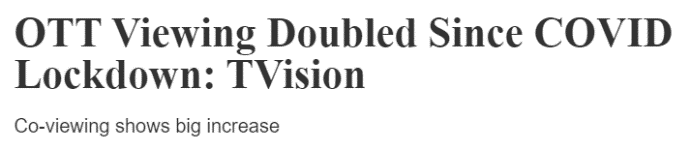 OTT Viewing Doubled Since COVID
Lockdown: TVision
Co-viewing shows big increase